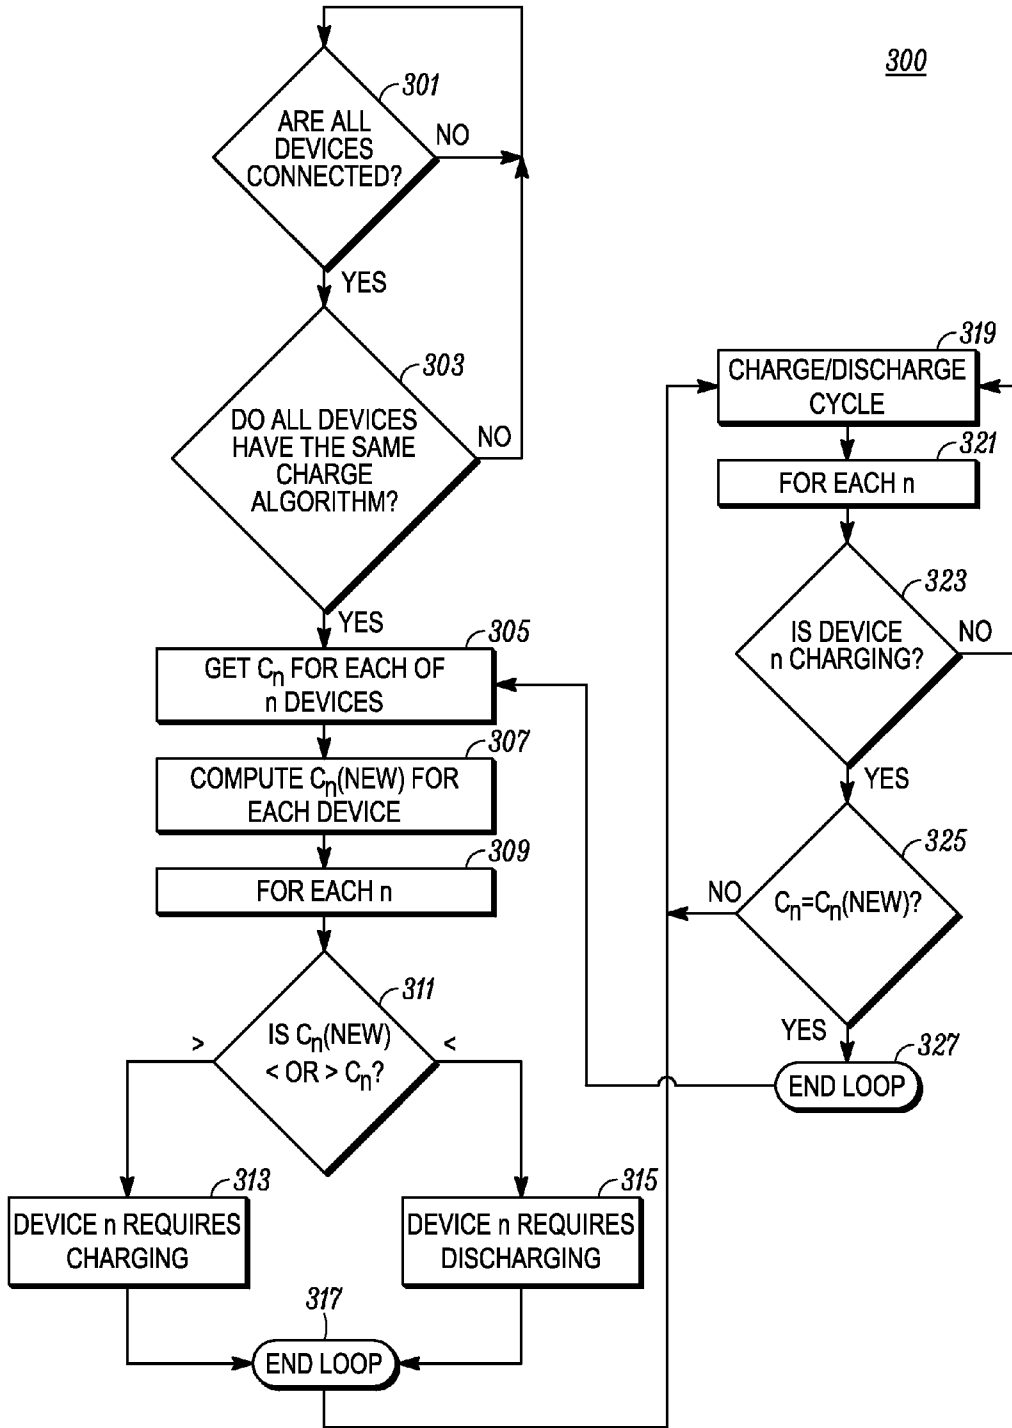 300
301
ARE ALL
DEVICES
CONNECTED?
NO
YES
303
DO ALL DEVICES
HAVE THE SAME
CHARGE
ALGORITHM?
NO
YES
305
GET Cn FOR EACH OF
n DEVICES
307
COMPUTE Cn(NEW) FOR
EACH DEVICE
309
FOR EACH n
311
IS Cn(NEW)
< OR > Cn?
>
<
313
DEVICE n REQUIRES
CHARGING
315
DEVICE n REQUIRES
DISCHARGING
317
END LOOP
319
CHARGE/DISCHARGE
CYCLE
321
FOR EACH n
323
IS DEVICE
n CHARGING?
NO
YES
325
Cn=Cn(NEW)?
NO
YES
327
END LOOP